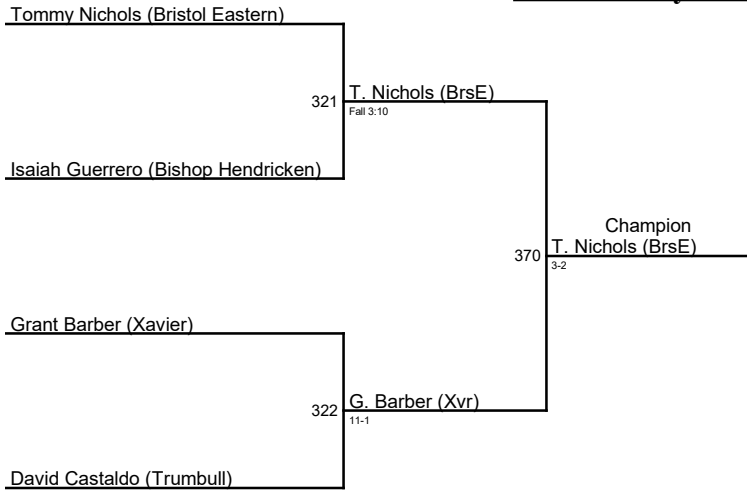 Tommy Nichols (Bristol Eastern)
321
T. Nichols (BrsE)
Fall 3:10
Isaiah Guerrero (Bishop Hendricken)
Champion
370
T. Nichols (BrsE)
3-2
Grant Barber (Xavier)
322
G. Barber (Xvr)
11-1
David Castaldo (Trumbull)